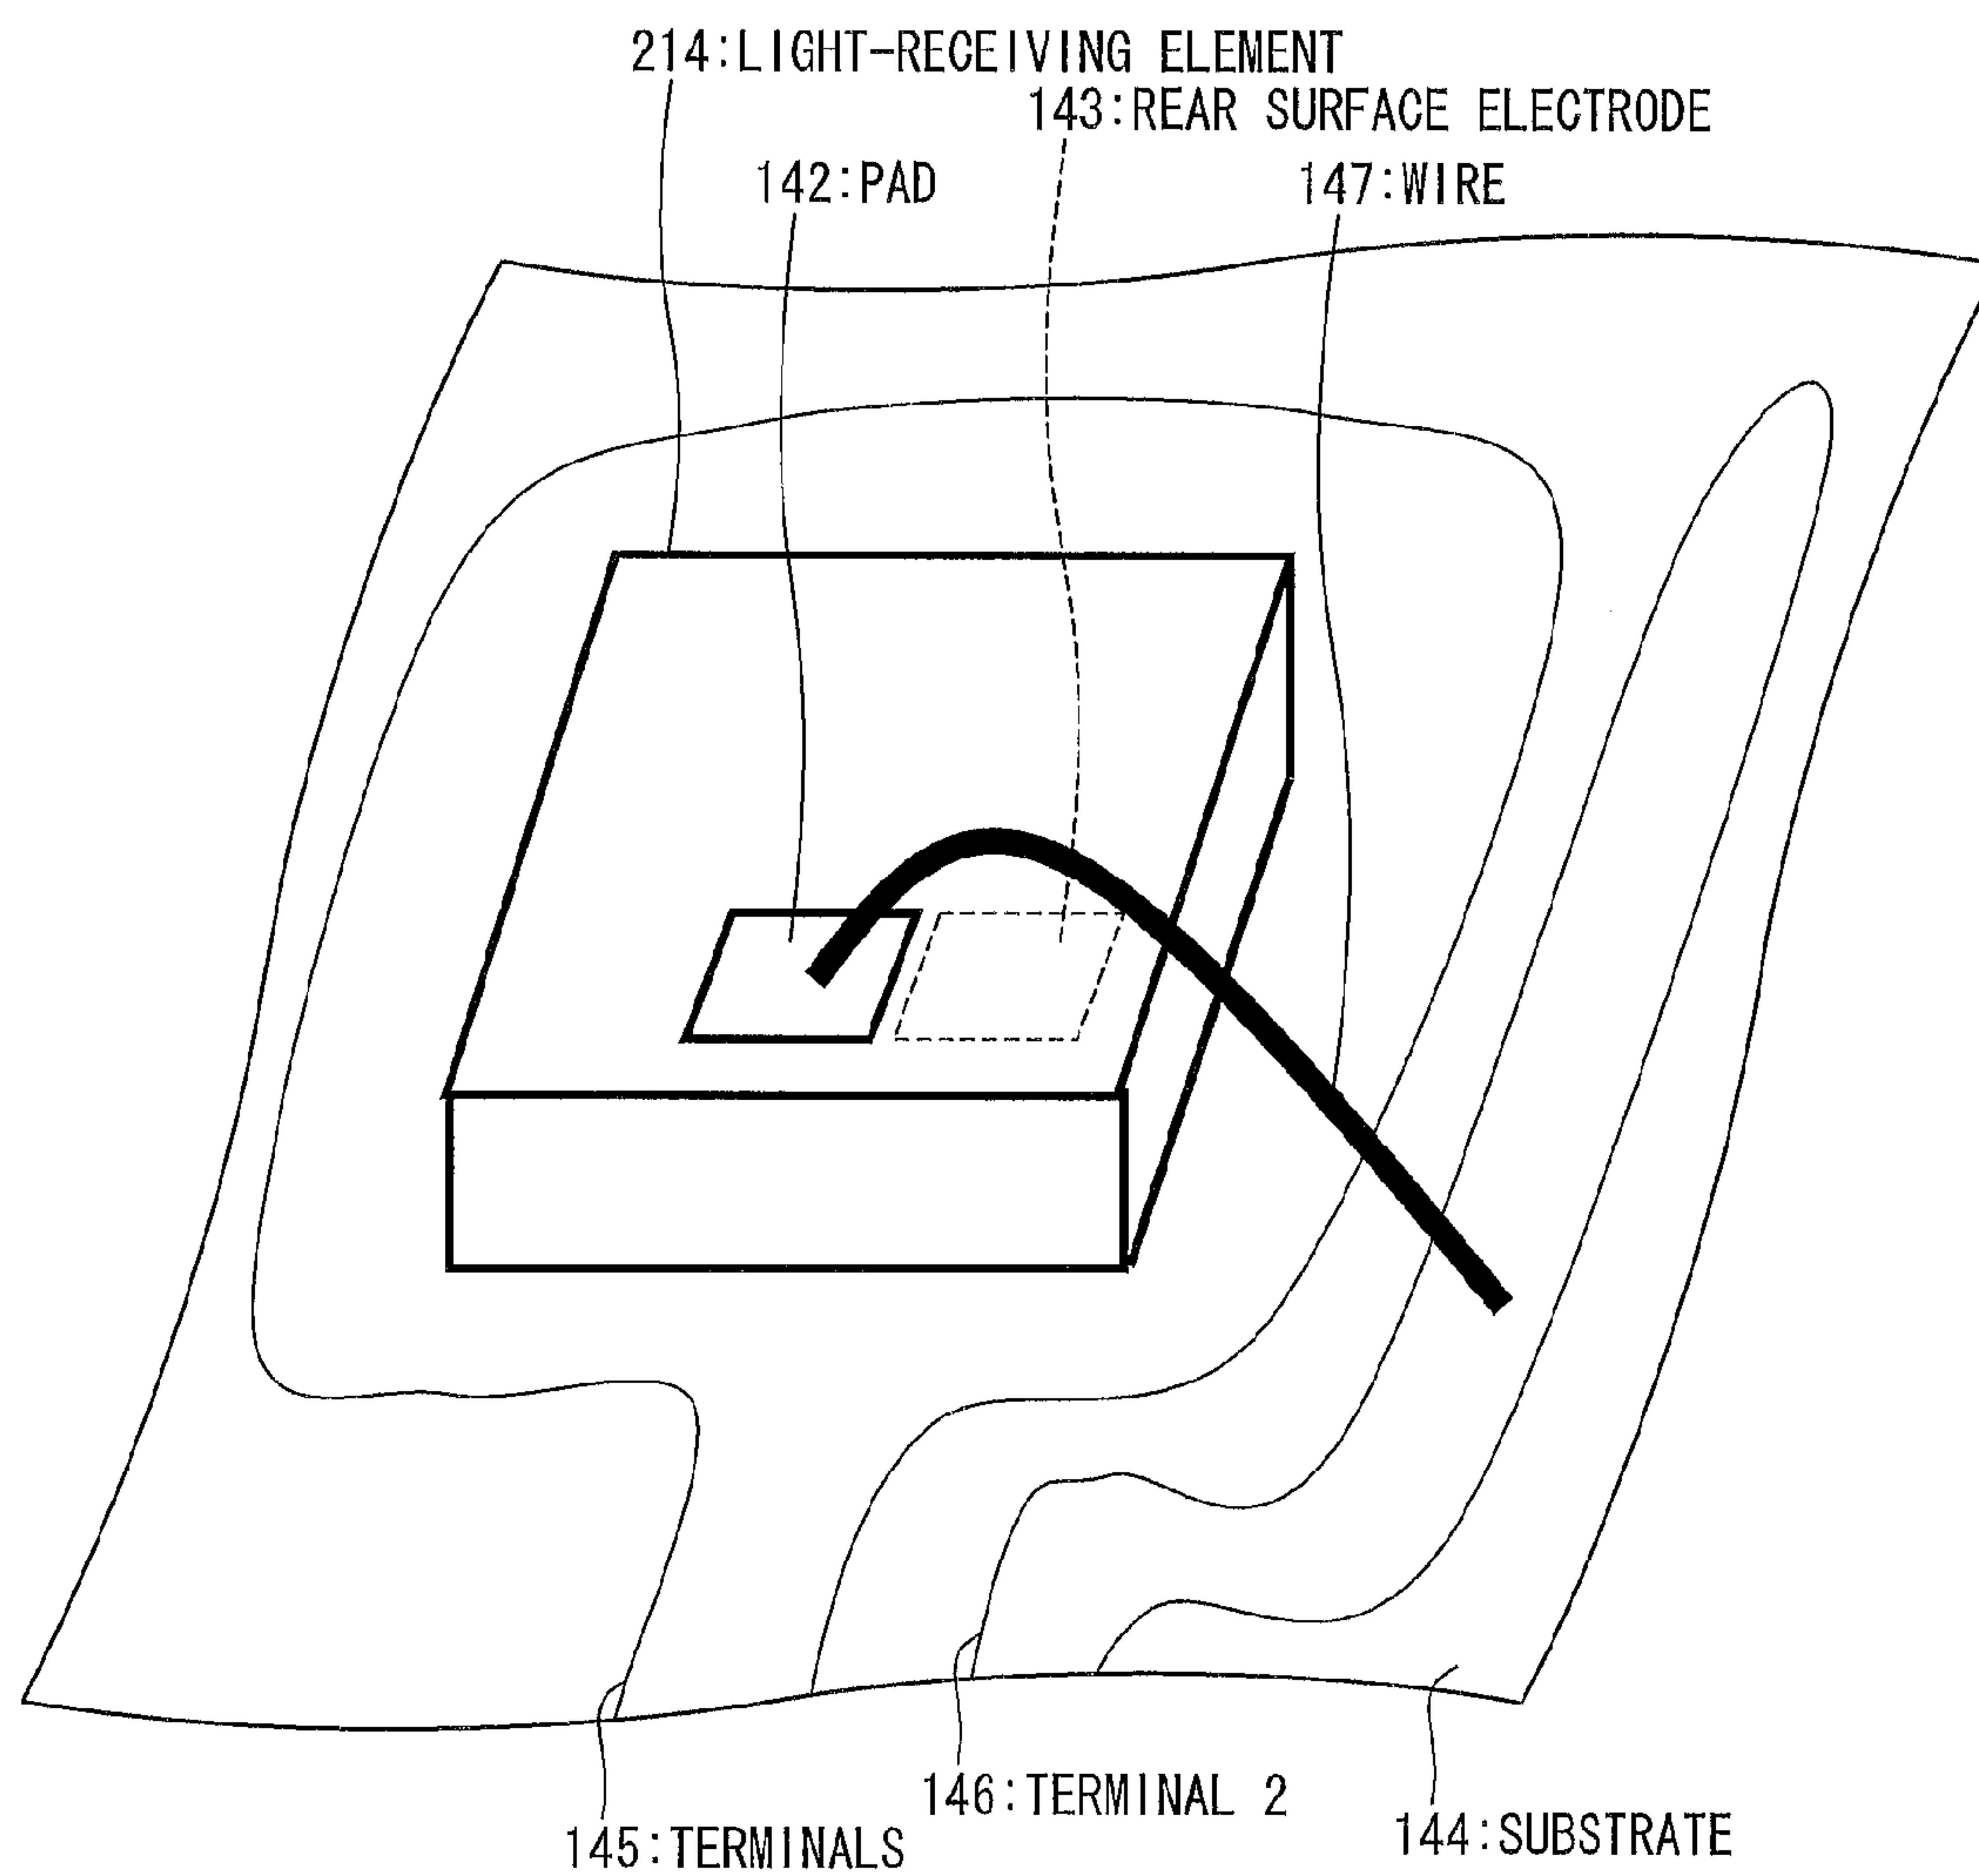 214:LIGHT-RECEIVING ELEMENT
143:REAR SURFACE ELECTRODE
142:PAD
147:WIRE
146:TERMINAL 2
144:SUBSTRATE
145:TERMINALS